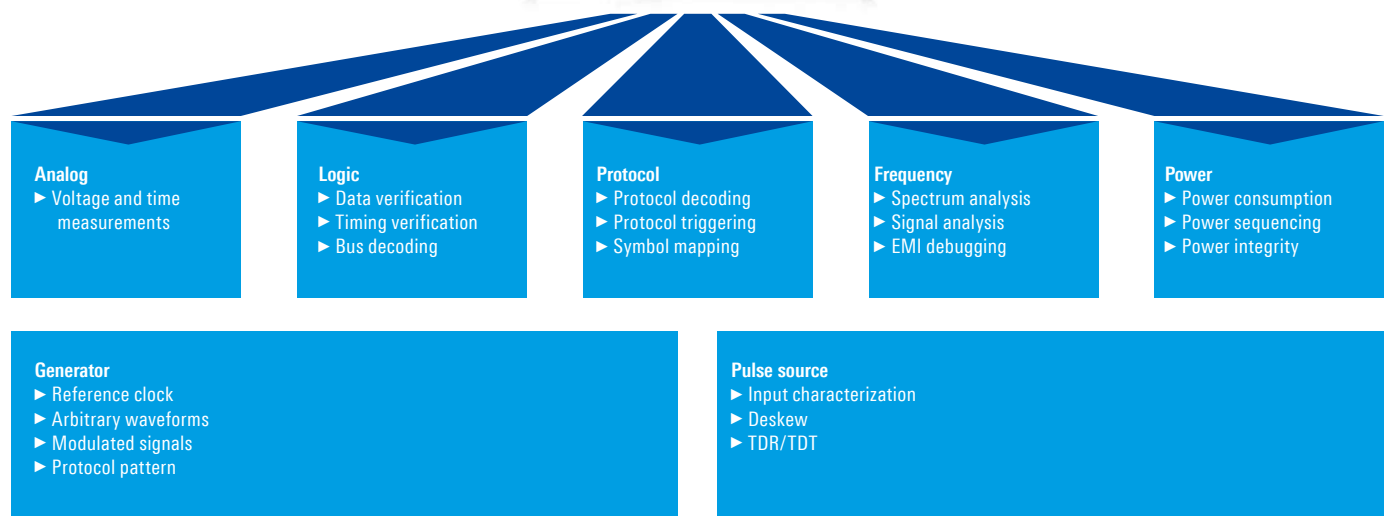 Analog
► Voltage and time
measurements
Logic
► Data verification
► Timing verification
► Bus decoding
Protocol
► Protocol decoding
► Protocol triggering
► Symbol mapping
Frequency
► Spectrum analysis
► Signal analysis
► EMI debugging
Power
► Power consumption
► Power sequencing
► Power integrity
Generator
► Reference clock
► Arbitrary waveforms
► Modulated signals
► Protocol pattern
Pulse source
► Input characterization
► Deskew
► TDR/TDT